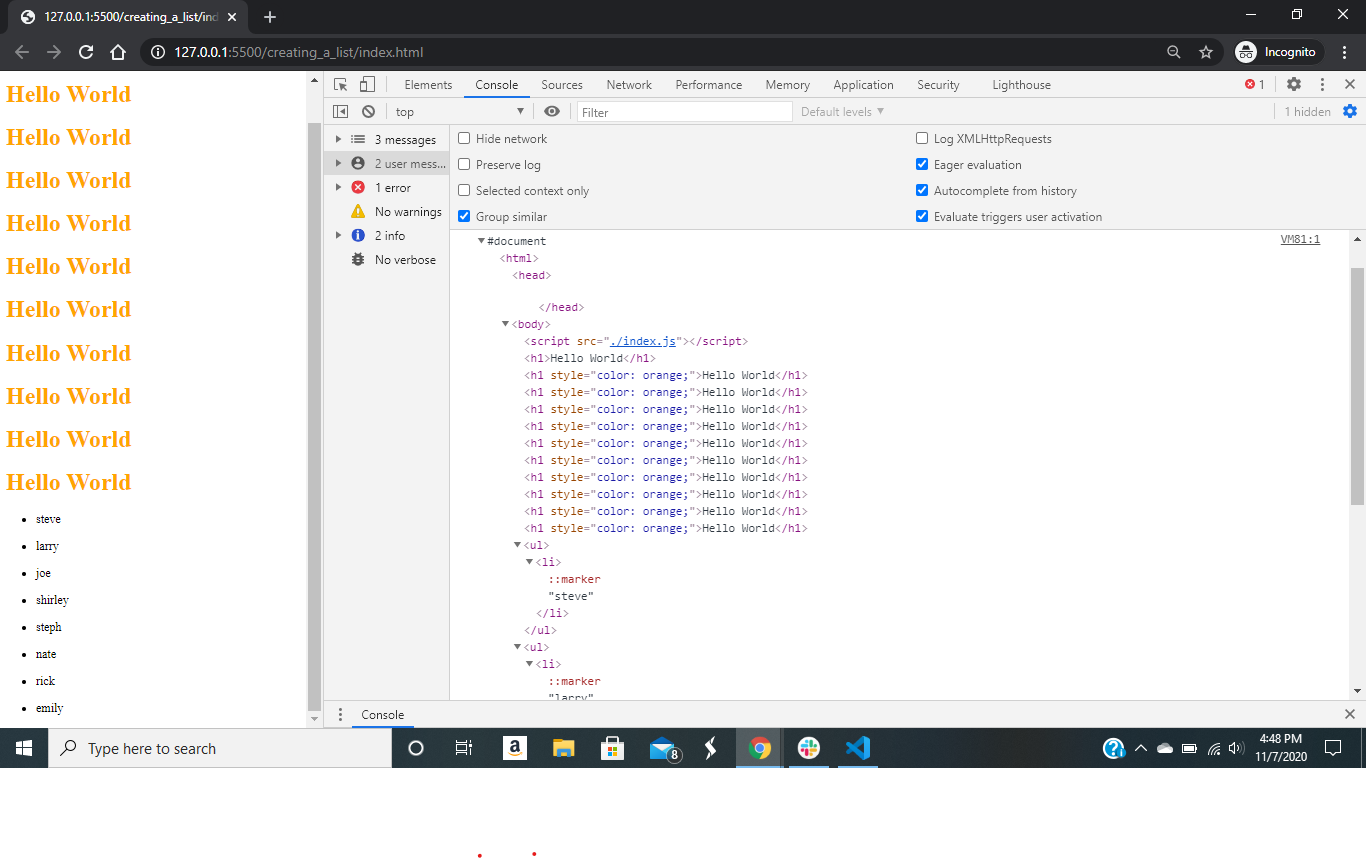 127.0.0.1:5500/creating_a_list/ind
127.0.0.1:5500/creating_a_list/index.html
Incognito
Hello World
Hello World
Hello World
Hello World
Hello World
Hello World
Hello World
Hello World
Hello World
Hello World
steve
larry
joe
shirley
steph
nate
rick
emily
Elements Console Sources Network Performance Memory Application Security Lighthouse 1
top Filter Default levels ▼ 1 hidden
3 messages
2 user mess...
1 error
No warnings
2 info
No verbose
Hide network
Preserve log
Selected context only
Group similar
Log XMLHttpRequests
Eager evaluation
Autocomplete from history
Evaluate triggers user activation
VM81:1
▼#document
<html>
<head>
</head>
▼<body>
<script src="./index.js"></script>
<h1>Hello World</h1>
<h1 style="color: orange;">Hello World</h1>
<h1 style="color: orange;">Hello World</h1>
<h1 style="color: orange;">Hello World</h1>
<h1 style="color: orange;">Hello World</h1>
<h1 style="color: orange;">Hello World</h1>
<h1 style="color: orange;">Hello World</h1>
<h1 style="color: orange;">Hello World</h1>
<h1 style="color: orange;">Hello World</h1>
<h1 style="color: orange;">Hello World</h1>
<h1 style="color: orange;">Hello World</h1>
▼<ul>
▼<li>
::marker
"steve"
</li>
</ul>
▼<ul>
▼<li>
::marker
"larry"
Console
Type here to search
a
8
4:48 PM
11/7/2020